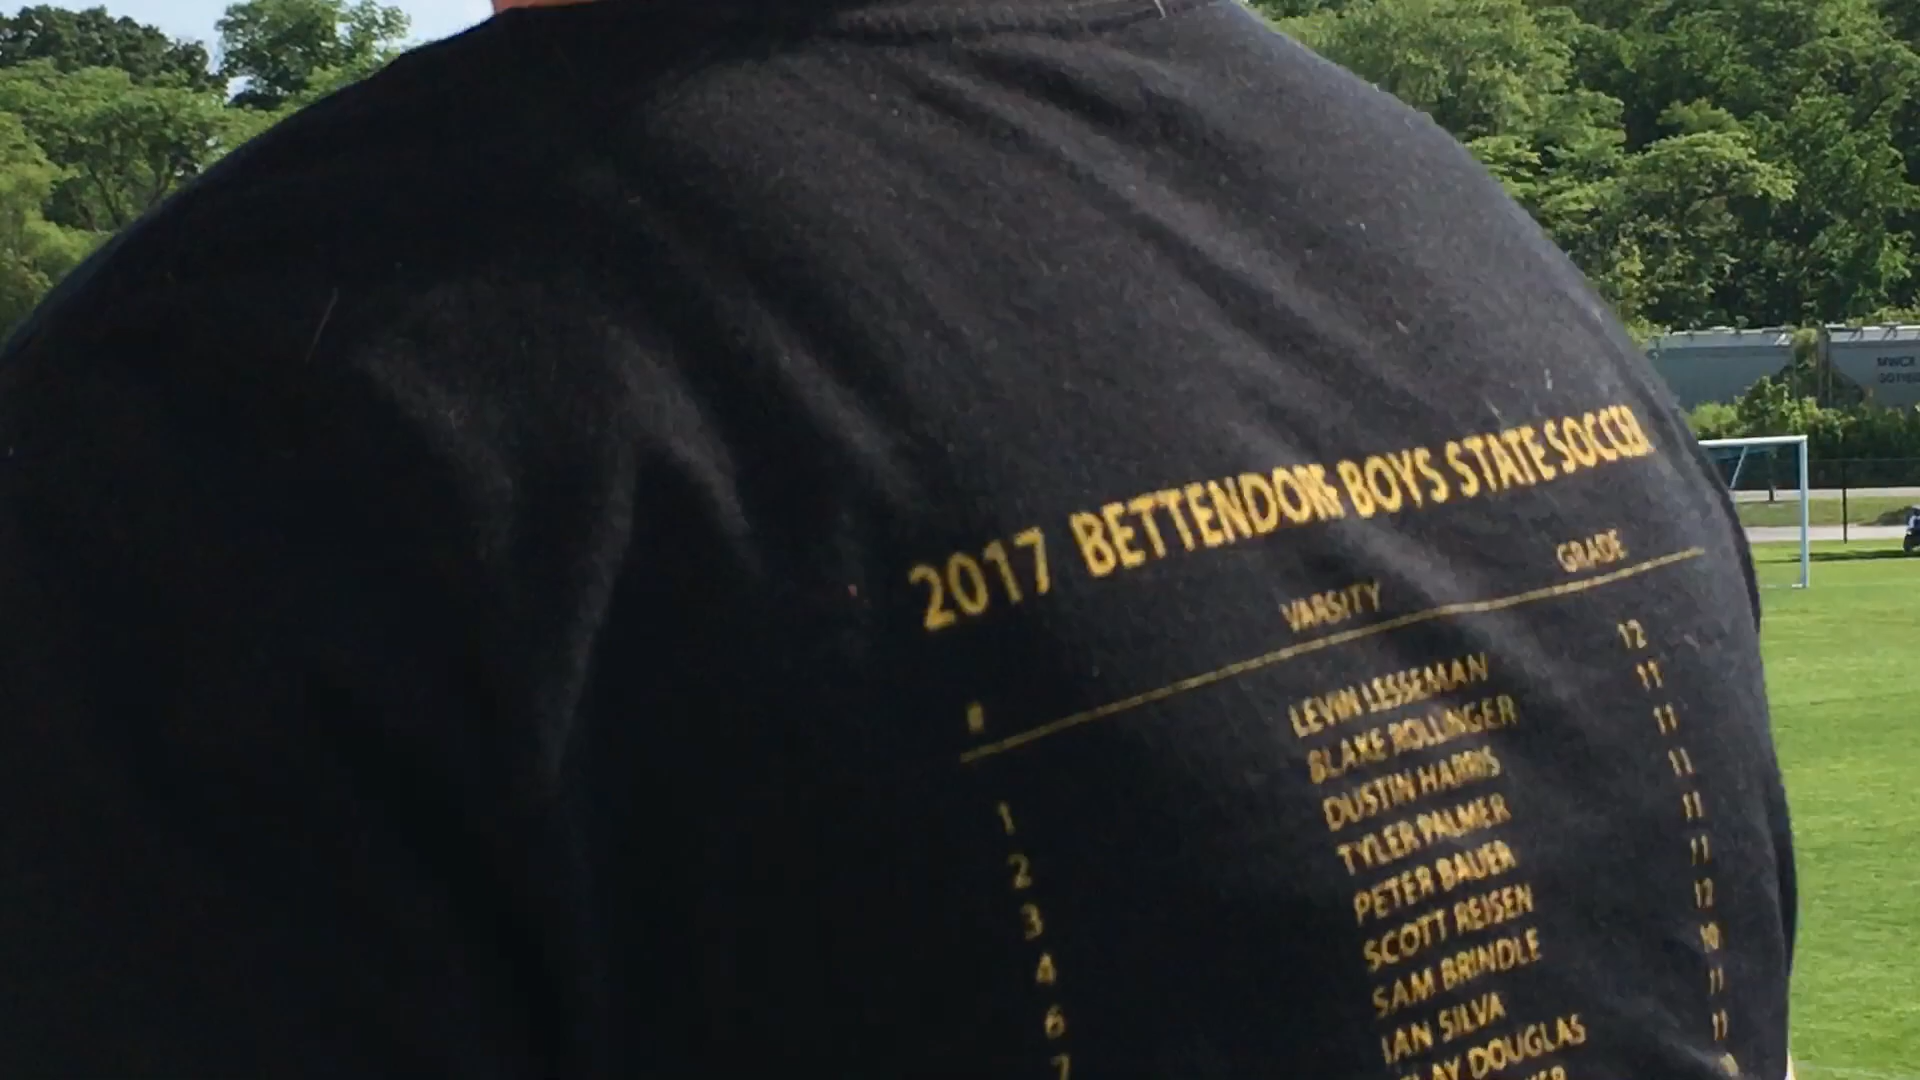 2017 BETTENDORF BOYS STATE SOCCER
# VARSITY GRADE
1 LEVIN LESSEMAN 12
2 BLAKE ROLLINGER 11
3 DUSTIN HARRIS 11
4 TYLER PALMER 11
6 PETER BAUER 11
7 SCOTT REISEN 11
SAM BRINDLE 12
IAN SILVA 10
DOUGLAS 11
11
MWCX